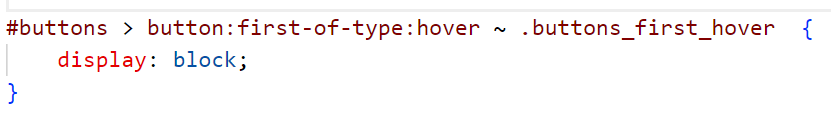 #buttons > button:first-of-type:hover ~ .buttons_first_hover  {
    display: block;
}